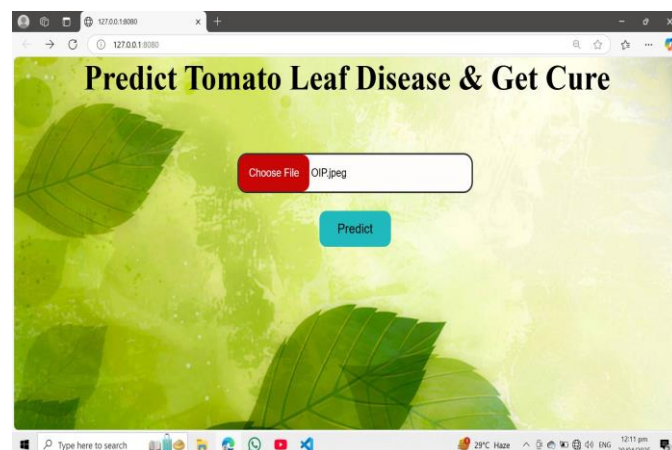 127.0.0.1:8080
127.0.0.1:8080
Predict Tomato Leaf Disease & Get Cure
Choose File OIP.jpeg
Predict
Type here to search
29°C Haze
ENG
12:11 pm